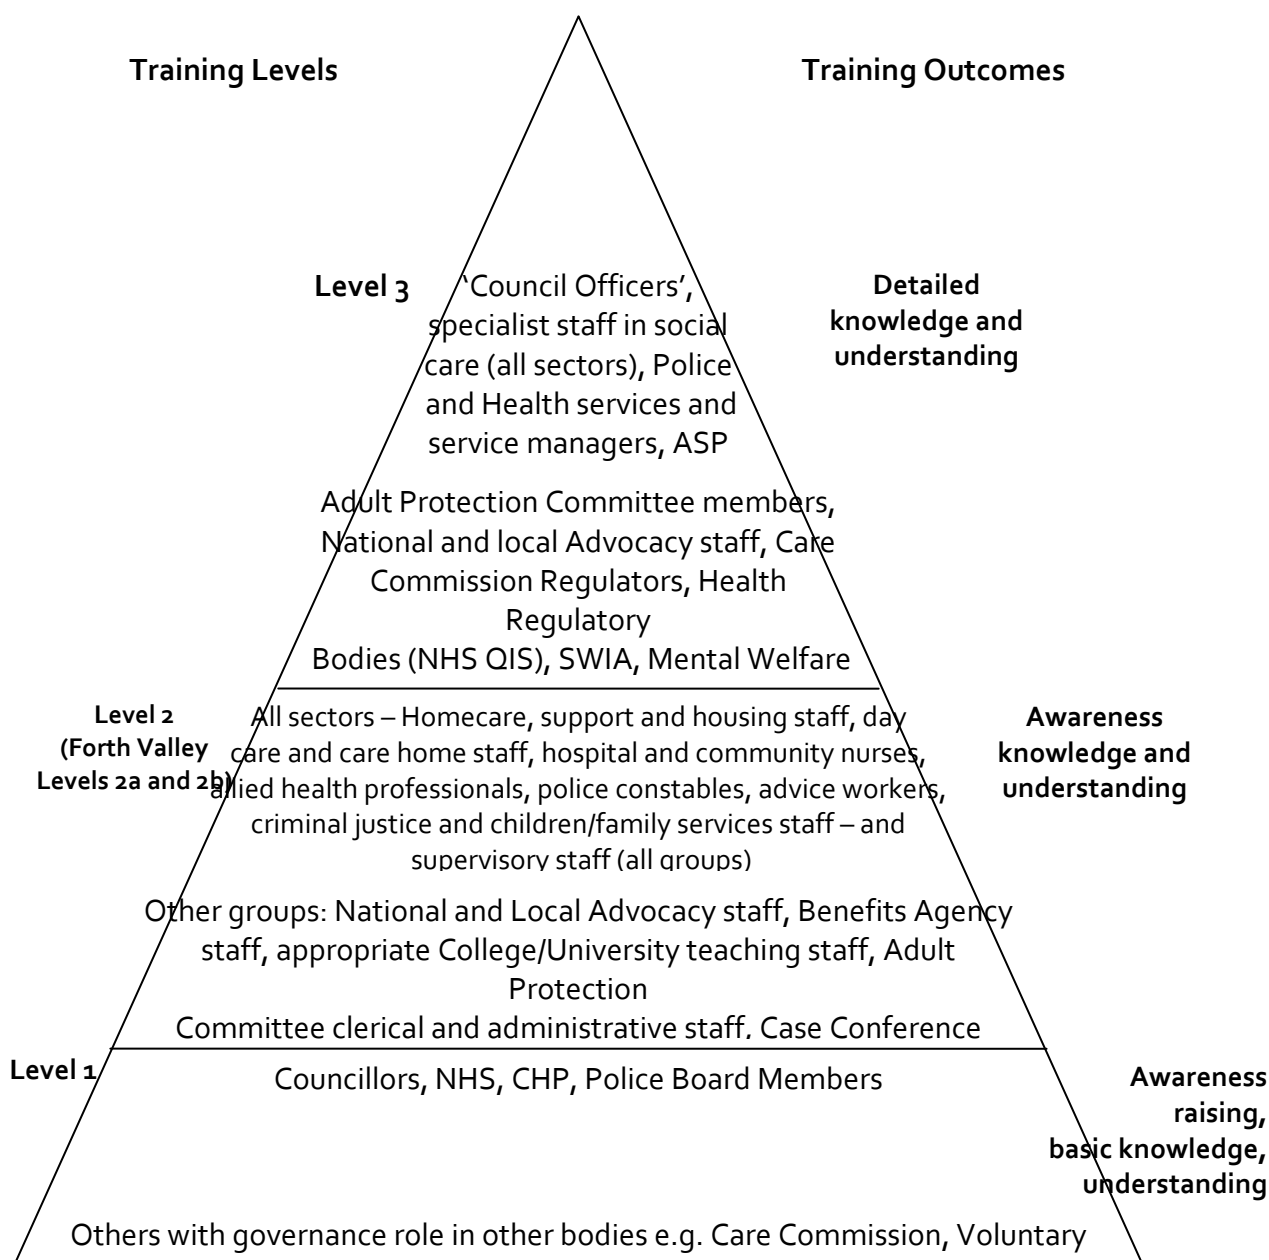 Training Levels
Training Outcomes
Level 3
‘Council Officers’,
specialist staff in social
care (all sectors), Police
and Health services and
service managers, ASP
Detailed
knowledge and
understanding
Adult Protection Committee members,
National and local Advocacy staff, Care
Commission Regulators, Health
Regulatory
Bodies (NHS QIS), SWIA, Mental Welfare
Level 2
(Forth Valley
Levels 2a and 2b)
All sectors – Homecare, support and housing staff, day
care and care home staff, hospital and community nurses,
allied health professionals, police constables, advice workers,
criminal justice and children/family services staff – and
supervisory staff (all groups)
Awareness
knowledge and
understanding
Other groups: National and Local Advocacy staff, Benefits Agency
staff, appropriate College/University teaching staff, Adult
Protection
Committee clerical and administrative staff. Case Conference
Level 1
Councillors, NHS, CHP, Police Board Members
Awareness
raising,
basic knowledge,
understanding
Others with governance role in other bodies e.g. Care Commission, Voluntary